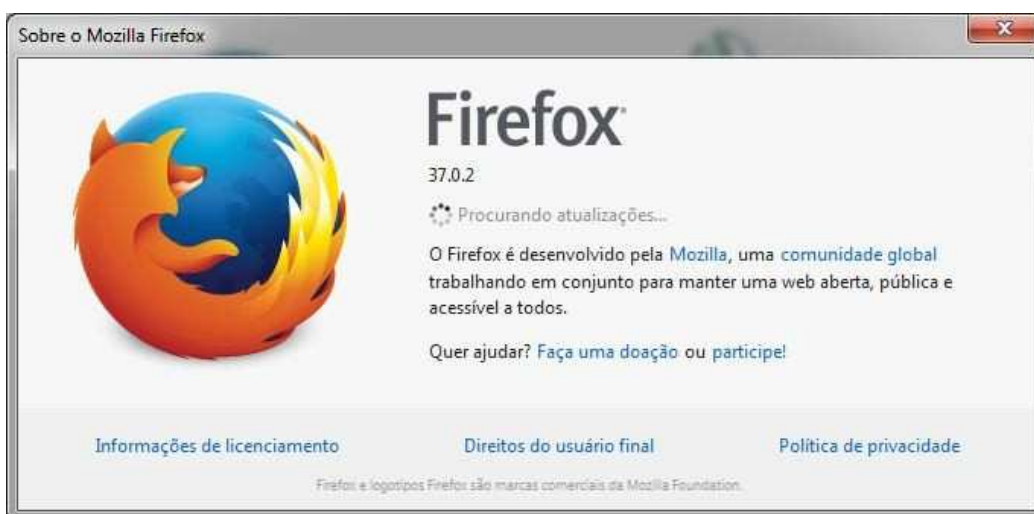 Sobre o Mozilla Firefox
Firefox
37.0.2
Procurando atualizações...
O Firefox é desenvolvido pela Mozilla, uma comunidade global
trabalhando em conjunto para manter uma web aberta, pública e
acessível a todos.
Quer ajudar? Faça uma doação ou participe!
Informações de licenciamento Direitos do usuário final Política de privacidade
Firefox e logotipos Firefox são marcas comerciais da Mozilla Foundation.